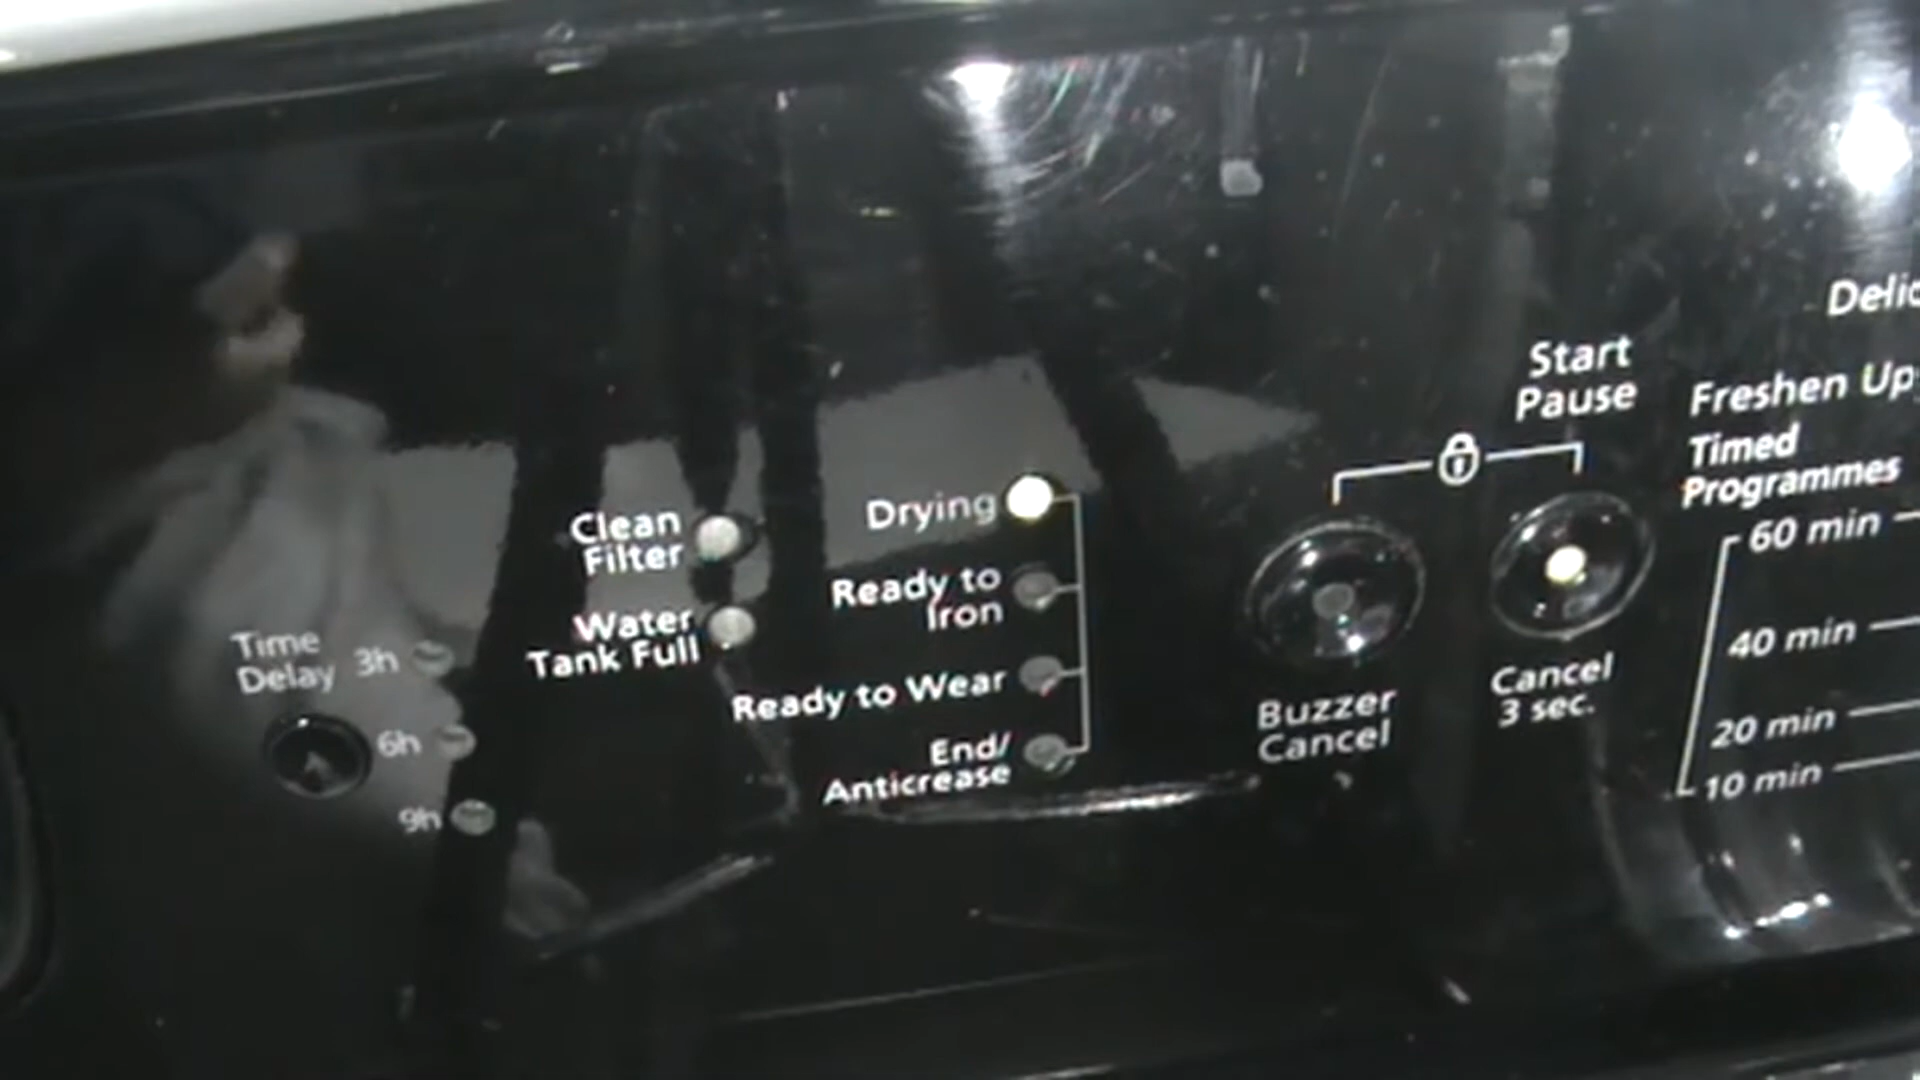 Time
Delay 3h
6h
9h
Clean
Filter
Water
Tank Full
Drying
Ready to
Iron
Ready to Wear
End/
Anticrease
Buzzer
Cancel
Start
Pause
Cancel
3 sec.
Delic
Freshen Up
Timed
Programmes
60 min
40 min
20 min
10 min